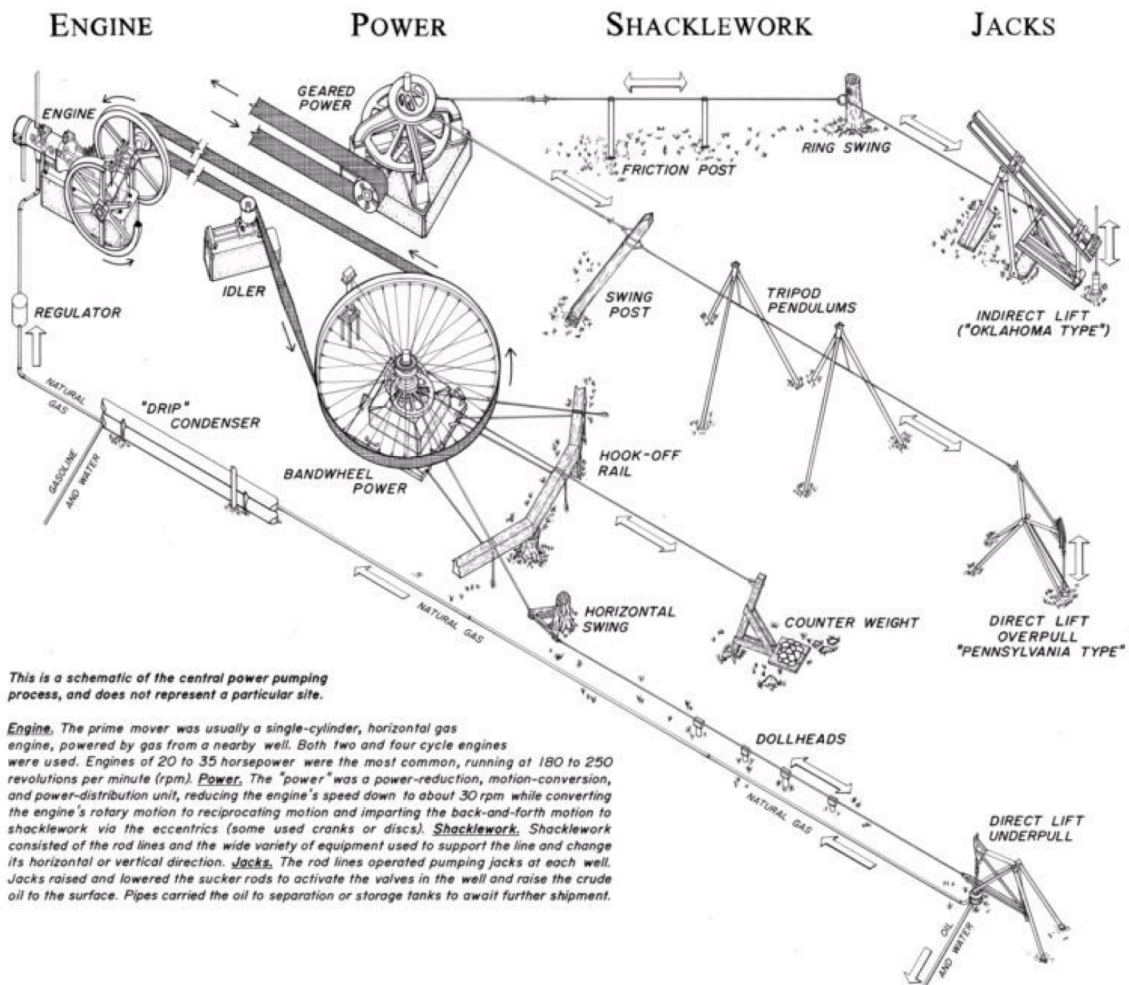 ENGINE
POWER
SHACKLEWORK
JACKS
ENGINE
GEARED
POWER
FRICTION POST
RING SWING
IDLER
REGULATOR
SWING
POST
TRIPOD
PENDULUMS
INDIRECT LIFT
("OKLAHOMA TYPE")
NATURAL
GAS
"DRIP"
CONDENSER
GASOLINE
AND WATER
BANDWHEEL
POWER
HOOK-OFF
RAIL
NATURAL GAS
HORIZONTAL
SWING
COUNTER WEIGHT
DIRECT LIFT
OVERPULL
"PENNSYLVANIA TYPE"
DOLLHEADS
NATURAL GAS
DIRECT LIFT
UNDERPULL
OIL
AND WATER
This is a schematic of the central power pumping
process, and does not represent a particular site.
Engine. The prime mover was usually a single-cylinder, horizontal gas
engine, powered by gas from a nearby well. Both two and four cycle engines
were used. Engines of 20 to 35 horsepower were the most common, running at 180 to 250
revolutions per minute (rpm). Power. The "power" was a power-reduction, motion-conversion,
and power-distribution unit, reducing the engine's speed down to about 30 rpm while converting
the engine's rotary motion to reciprocating motion and imparting the back-and-forth motion to
shacklework via the eccentrics (some used cranks or discs). Shacklework. Shacklework
consisted of the rod lines and the wide variety of equipment used to support the line and change
its horizontal or vertical direction. Jacks. The rod lines operated pumping jacks at each well.
Jacks raised and lowered the sucker rods to activate the valves in the well and raise the crude
oil to the surface. Pipes carried the oil to separation or storage tanks to await further shipment.